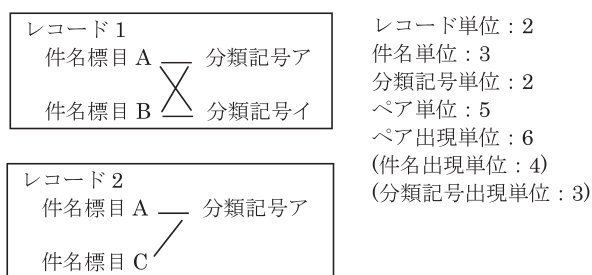 レコード 1
件名標目 A 分類記号ア
件名標目 B 分類記号イ
レコード 2
件名標目 A 分類記号ア
件名標目 C
レコード単位：2
件名単位：3
分類記号単位：2
ペア単位：5
ペア出現単位：6
(件名出現単位：4)
(分類記号出現単位：3)